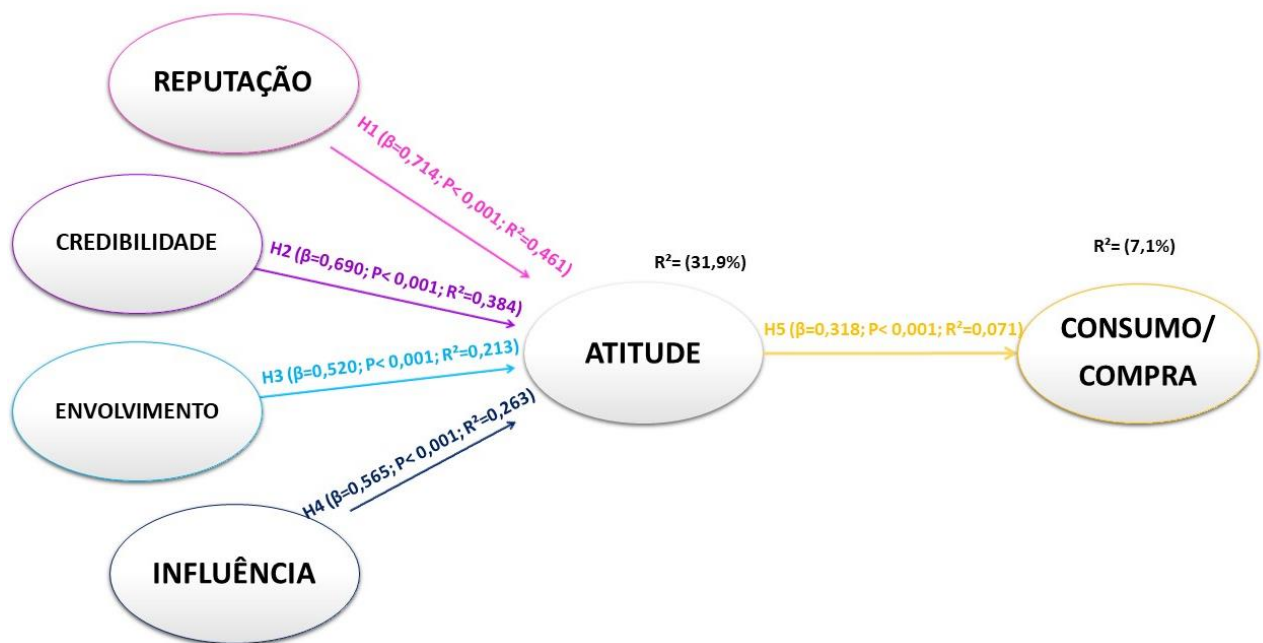 REPUTAÇÃO
H1 (β=0,714; P< 0,001; R²=0,461)
CREDIBILIDADE
H2 (β=0,690; P< 0,001; R²=0,384)
ENVOLVIMENTO
H3 (β=0,520; P< 0,001; R²=0,213)
INFLUÊNCIA
H4 (β=0,565; P< 0,001; R²=0,263)
R²= (31,9%)
ATITUDE
H5 (β=0,318; P< 0,001; R²=0,071)
R²= (7,1%)
CONSUMO/
COMPRA